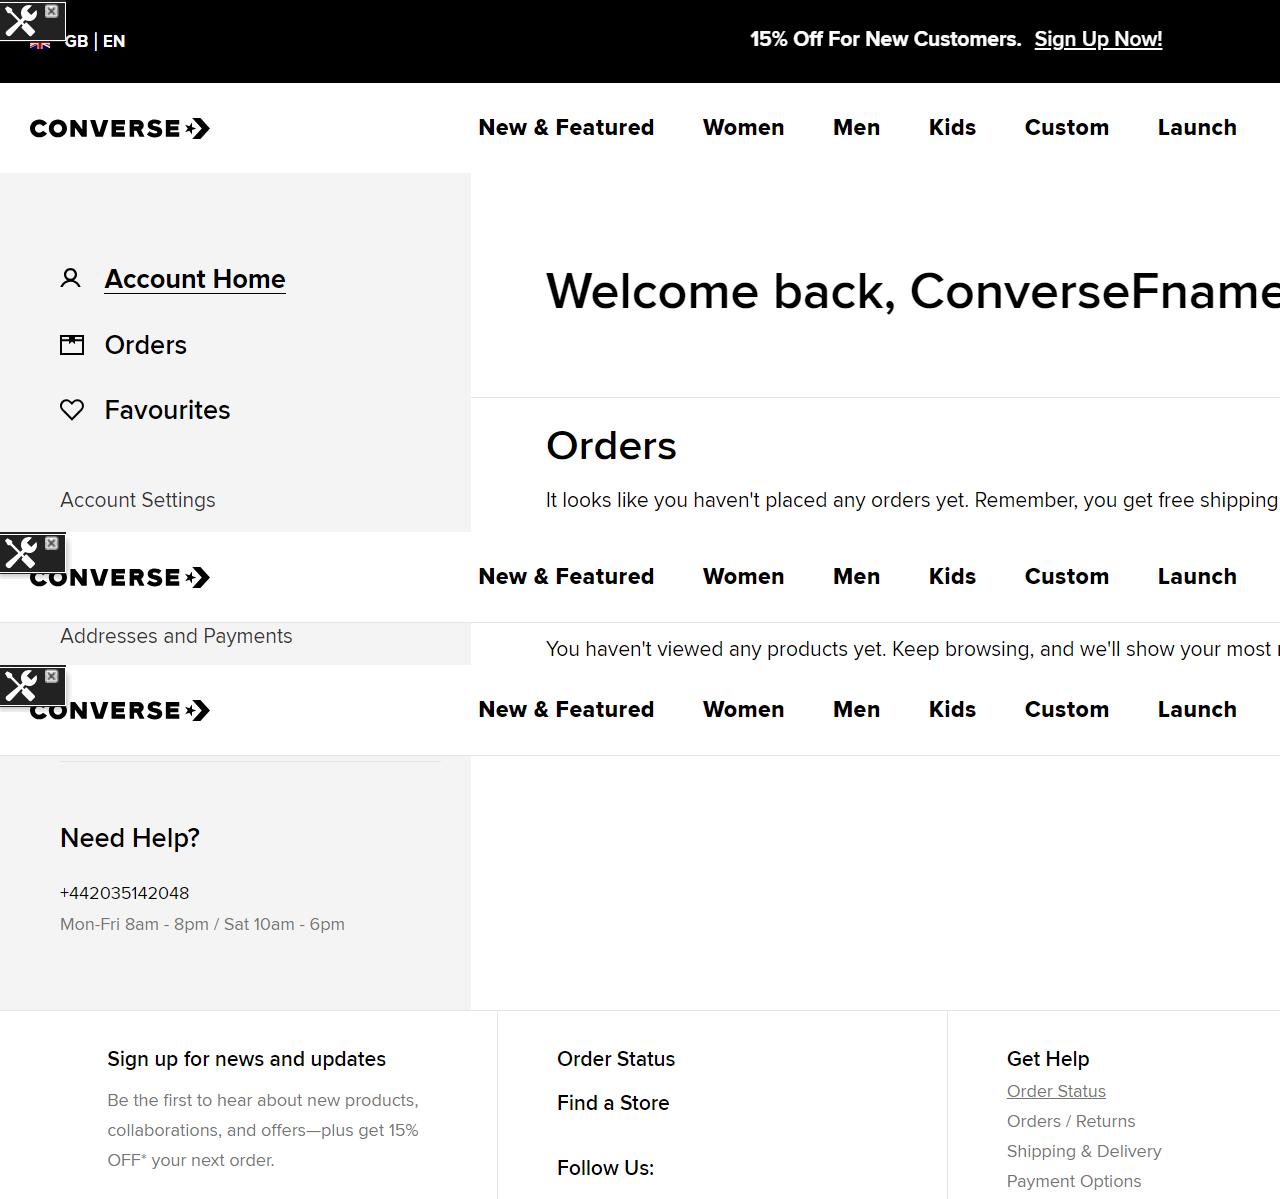 GB | EN
15% Off For New Customers. Sign Up Now!
CONVERSE
New & Featured Women Men Kids Custom Launch
Account Home
Orders
Favourites
Account Settings
Welcome back, ConverseFname
Orders
It looks like you haven't placed any orders yet. Remember, you get free shipping
CONVERSE
New & Featured Women Men Kids Custom Launch
Addresses and Payments
You haven't viewed any products yet. Keep browsing, and we'll show your most
CONVERSE
New & Featured Women Men Kids Custom Launch
Need Help?
+442035142048
Mon-Fri 8am - 8pm / Sat 10am - 6pm
Sign up for news and updates
Be the first to hear about new products,
collaborations, and offers—plus get 15%
OFF* your next order.
Order Status
Find a Store
Follow Us:
Get Help
Order Status
Orders / Returns
Shipping & Delivery
Payment Options